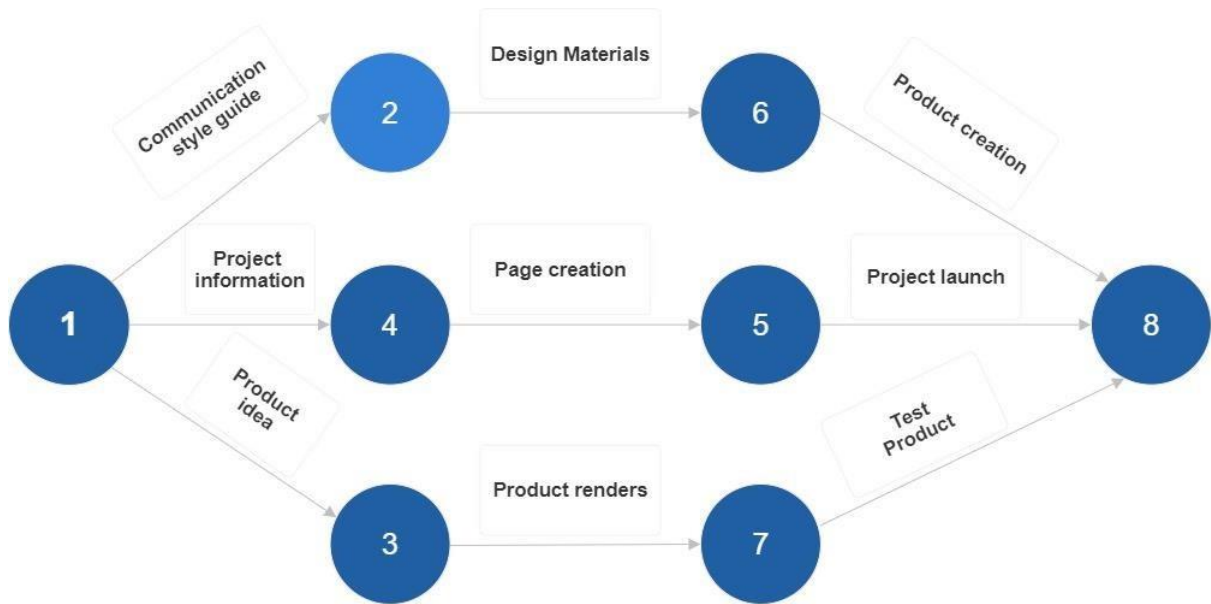 Communication
style guide
2
Design Materials
6
Product creation
1
Project
information
4
Page creation
5
Project launch
8
Product
idea
3
Product renders
7
Test
Product